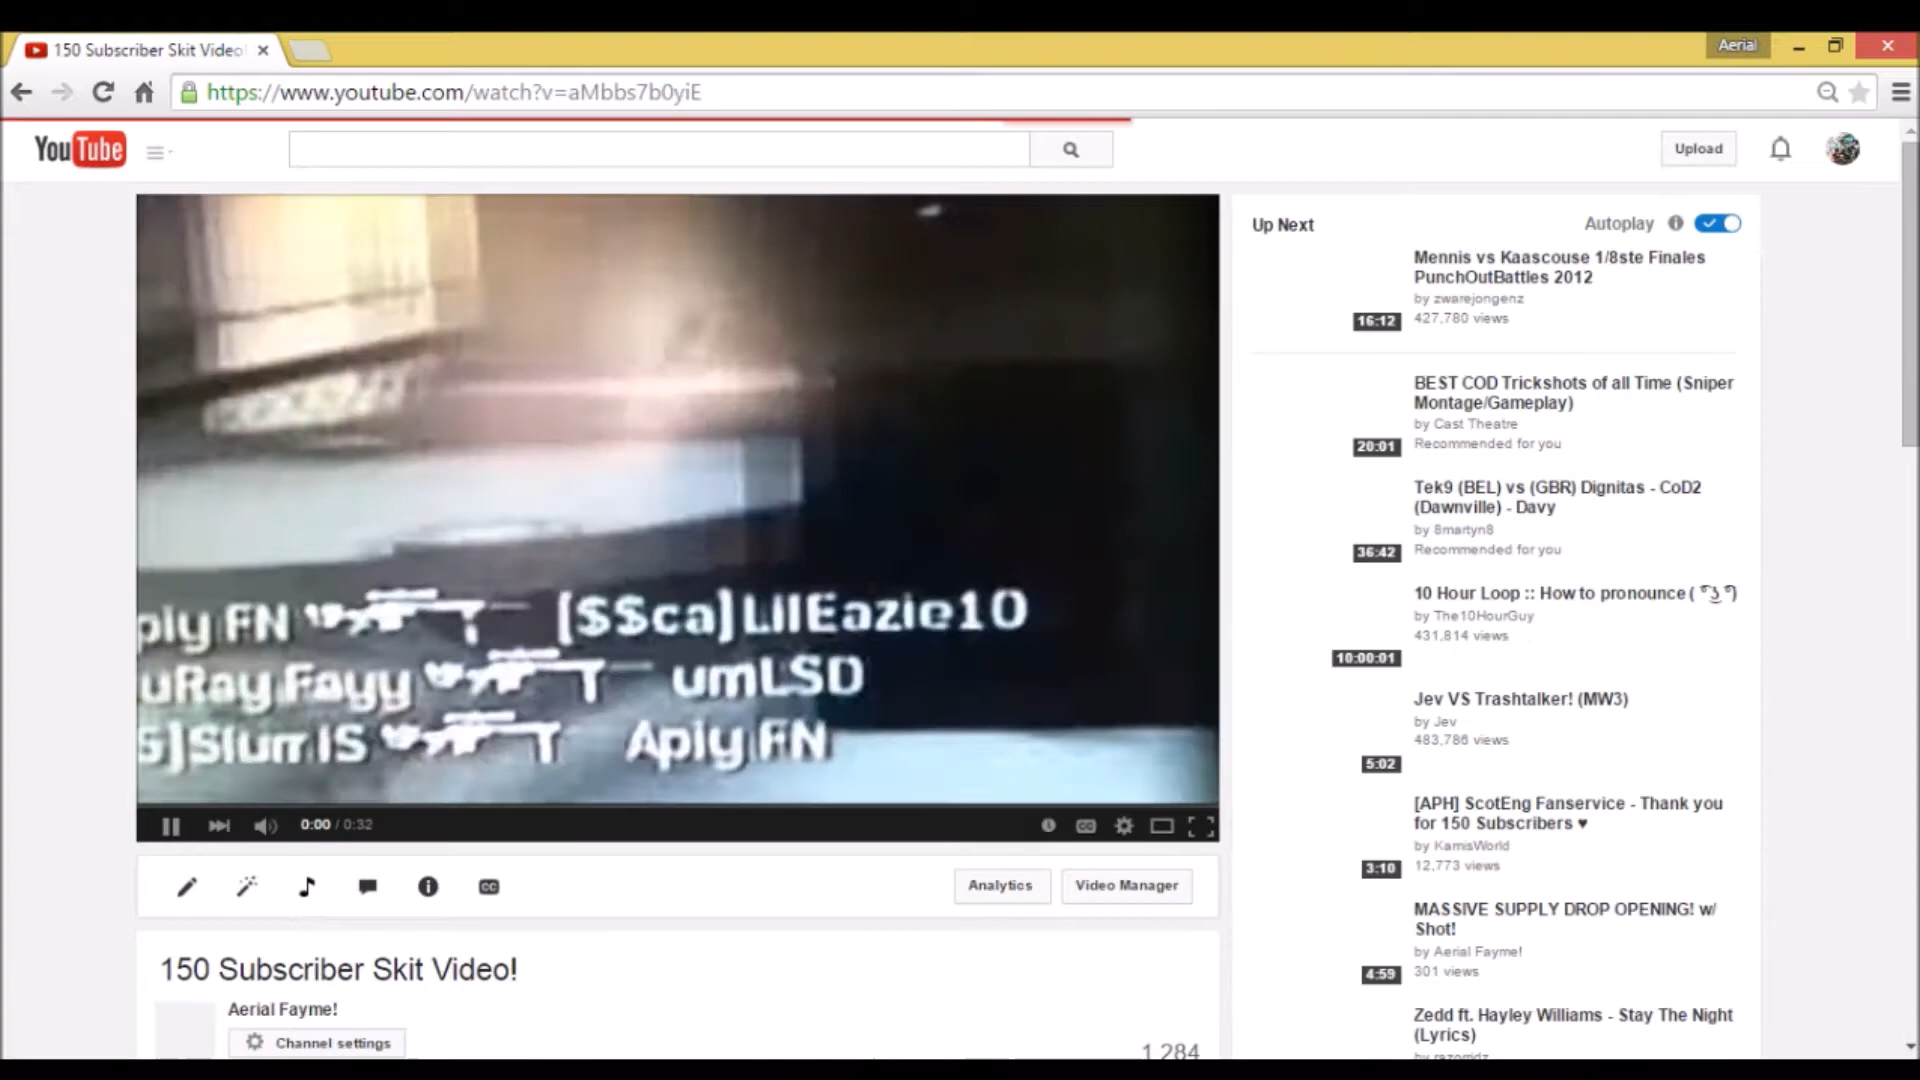 150 Subscriber Skit Video!
Aerial
https://www.youtube.com/watch?v=aMbbs7b0yiE
YouTube
Upload
ply FN [$$ca]LilEazie10
uRay Fayy umLSD
S]Slurr IS Aply FN
0:00 / 0:32
Analytics
Video Manager
150 Subscriber Skit Video!
Aerial Fayme!
Channel settings
1,284
Up Next
Autoplay
Mennis vs Kaascouse 1/8ste Finales
PunchOutBattles 2012
by zwarejongenz
427,780 views
16:12
BEST COD Trickshots of all Time (Sniper
Montage/Gameplay)
by Cast Theatre
Recommended for you
20:01
Tek9 (BEL) vs (GBR) Dignitas - CoD2
(Dawnville) - Davy
by 8martyn8
Recommended for you
36:42
10 Hour Loop :: How to pronounce ( ͡° ͜ʖ ͡°)
by The10HourGuy
431,814 views
10:00:01
Jev VS Trashtalker! (MW3)
by Jev
483,786 views
5:02
[APH] ScotEng Fanservice - Thank you
for 150 Subscribers ♥
by KamisWorld
12,773 views
3:10
MASSIVE SUPPLY DROP OPENING! w/
Shot!
by Aerial Fayme!
301 views
4:59
Zedd ft. Hayley Williams - Stay The Night
(Lyrics)